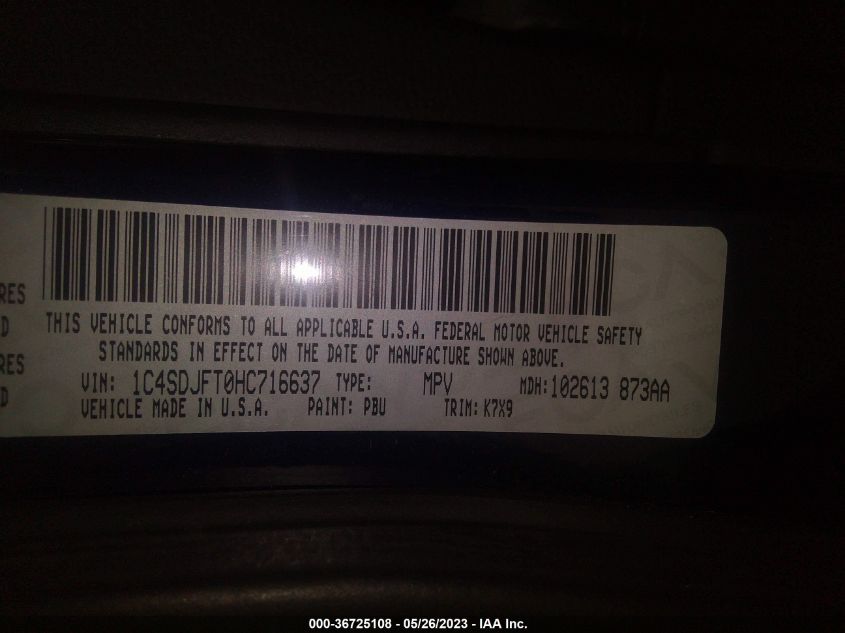 RES
D
RES
D
THIS VEHICLE CONFORMS TO ALL APPLICABLE U.S.A. FEDERAL MOTOR VEHICLE SAFETY
STANDARDS IN EFFECT ON THE DATE OF MANUFACTURE SHOWN ABOVE.
VIN: 1C4SDJFT0HC716637 TYPE: MPV MDH: 102613 873AA
VEHICLE MADE IN U.S.A. PAINT: PBU TRIM: K7X9
000-36725108 - 05/26/2023 - IAA Inc.